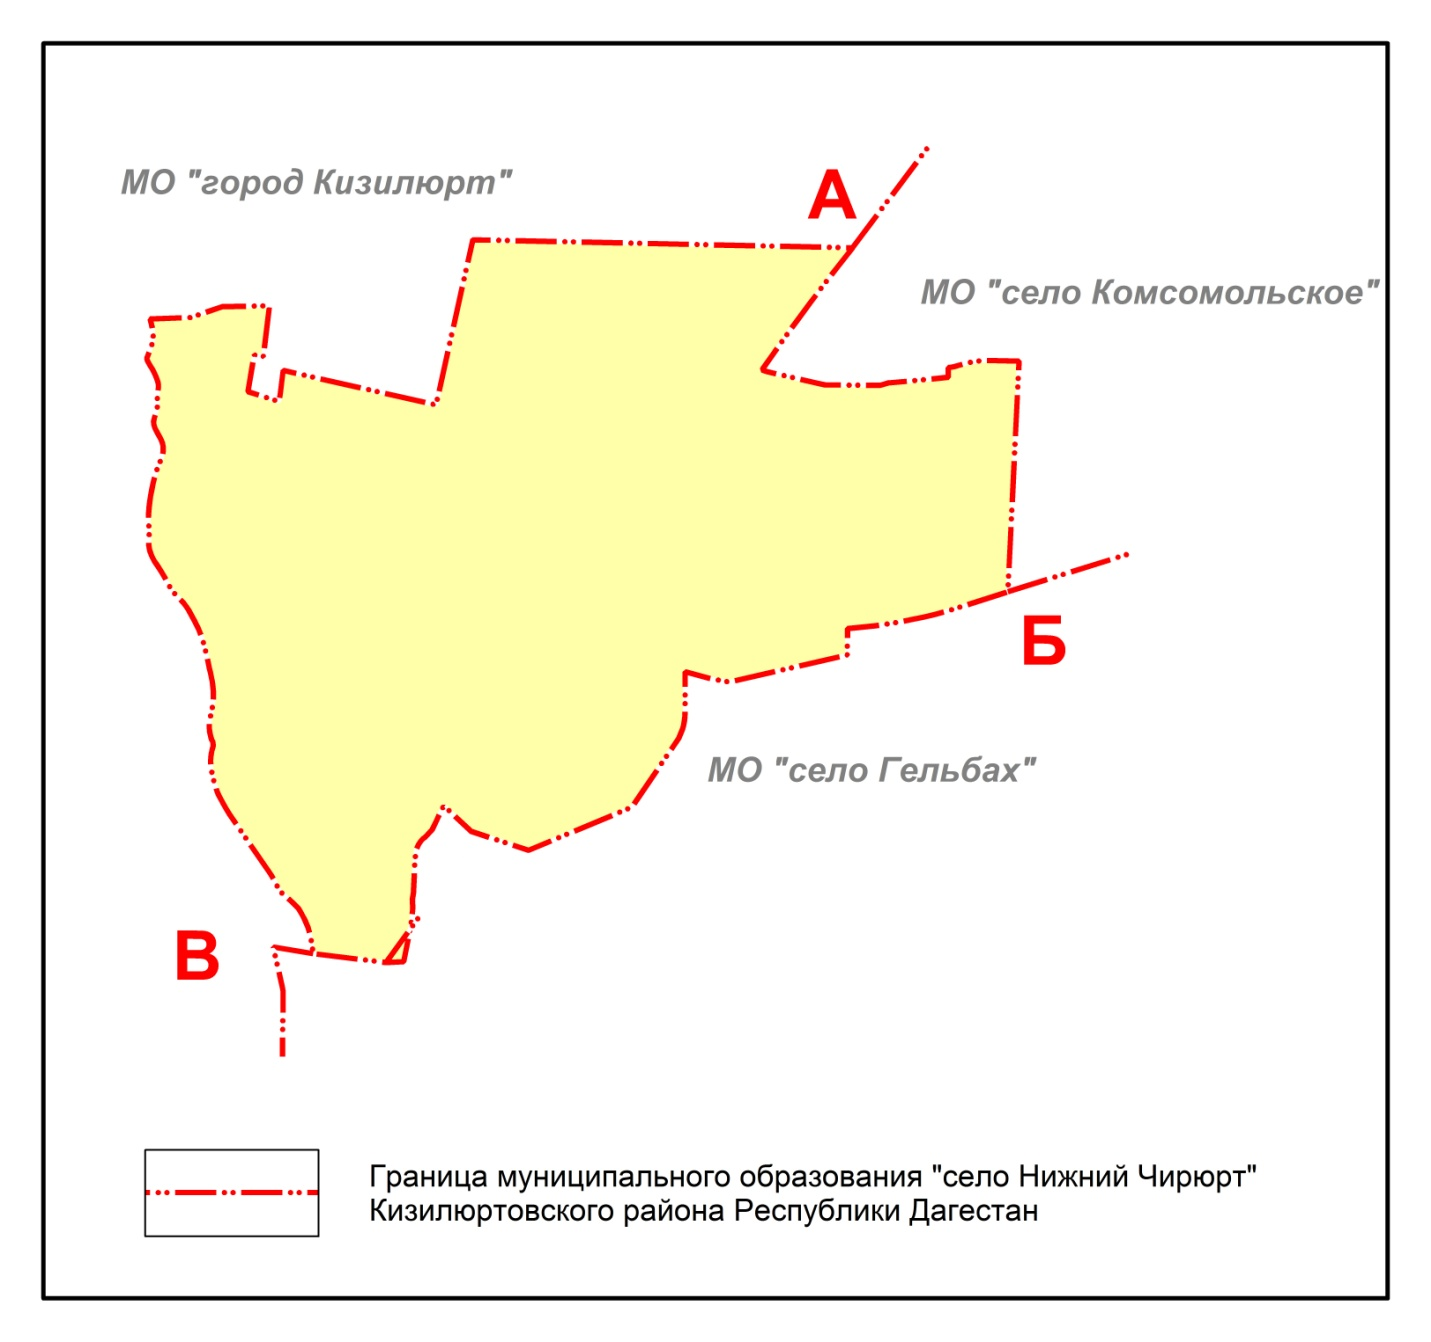 МО "город Кизилюрт"
А
МО "село Комсомольское"
Б
МО "село Гельбах"
В
Граница муниципального образования "село Нижний Чирюрт"
Кизилюртовского района Республики Дагестан